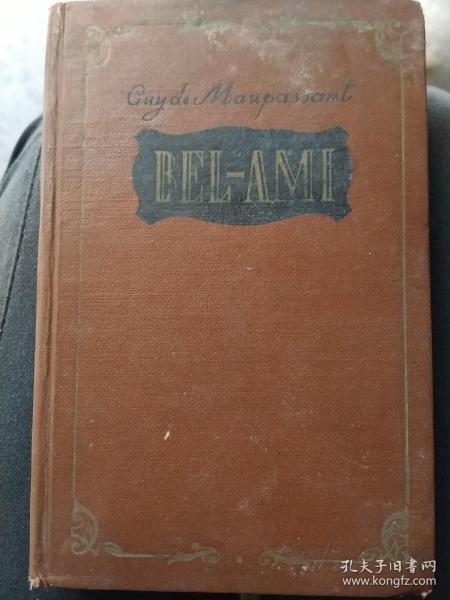 Guy de Maupassant
BEL-AMI
孔夫子旧书网
www.kongfz.com